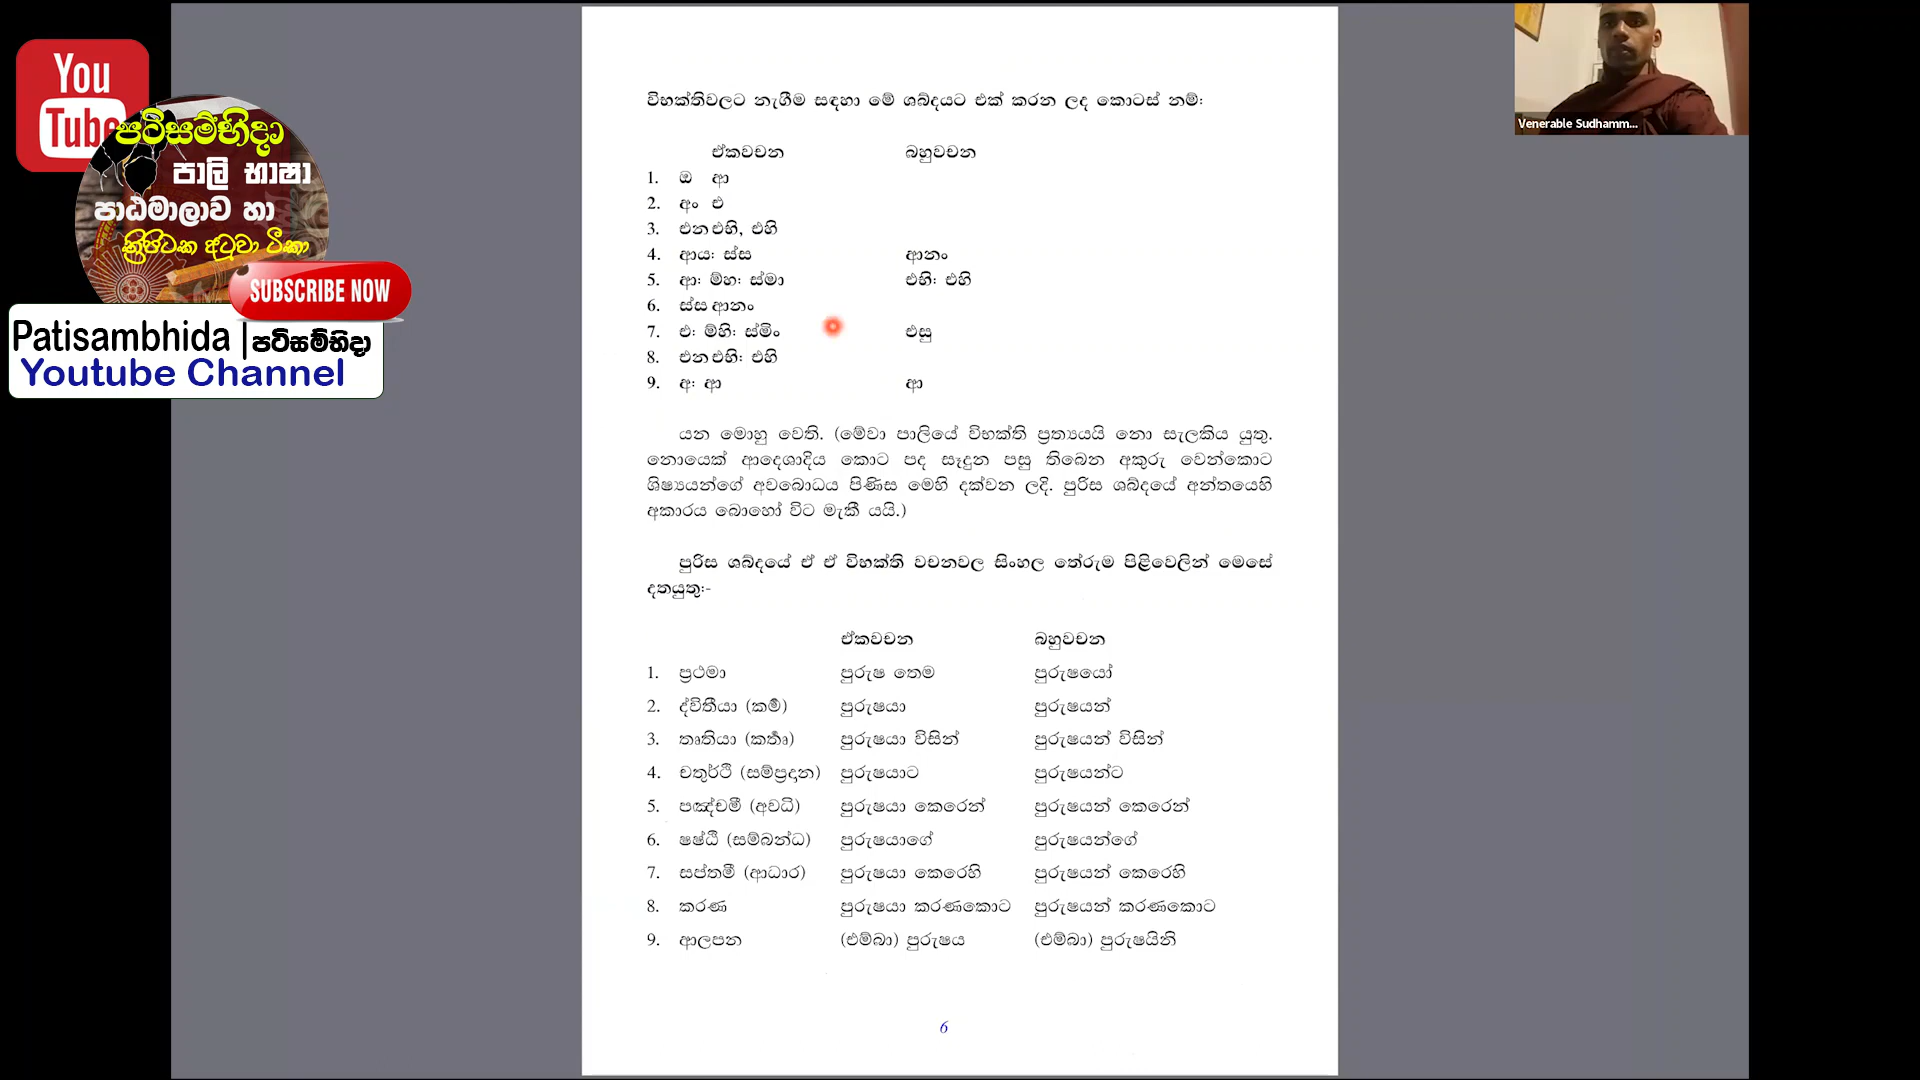 You
Tube
පටිසම්භිදා
පාලි භාෂා
පාඨමාලාව හා
ත්‍රිපිටක අටුවා ටීකා
SUBSCRIBE NOW
Patisambhida | පටිසම්භිදා
Youtube Channel
Venerable Sudhamm...
විභක්තිවලට නැගීම සඳහා මේ ශබ්දයට එක් කරන ලද කොටස් නම්:
ඒකවචන බහුවචන
1. ඔ ආ
2. අං එ
3. එන එභි, එහි
4. ආය: ස්ස ආනං
5. ආ: ම්හ: ස්මා එභි: එහි
6. ස්ස ආනං
7. එ: ම්හි: ස්මිං එසු
8. එන එභි: එහි
9. අ: ආ ආ
යන මොහු වෙති. (මේවා පාලියේ විභක්ති ප්‍රත්‍යයයි නො සැලකිය යුතු.
නොයෙක් ආදෙශාදිය කොට පද සෑදුන පසු තිබෙන අකුරු වෙන්කොට
ශිෂ්‍යයන්ගේ අවබොධය පිණිස මෙහි දක්වන ලදි. පුරිස ශබ්දයේ අන්තයෙහි
අකාරය බොහෝ විට මැකී යයි.)
පුරිස ශබ්දයේ ඒ ඒ විභක්ති වචනවල සිංහල තේරුම පිළිවෙලින් මෙසේ
දතයුතු:-
ඒකවචන බහුවචන
1. ප්‍රථමා පුරුෂ තෙම පුරුෂයෝ
2. ද්විතීයා (කර්‍ම) පුරුෂයා පුරුෂයන්
3. තෘතියා (කර්‍තෘ) පුරුෂයා විසින් පුරුෂයන් විසින්
4. චතුර්ථි (සම්ප්‍රදාන) පුරුෂයාට පුරුෂයන්ට
5. පඤ්චමී (අවධි) පුරුෂයා කෙරෙන් පුරුෂයන් කෙරෙන්
6. ෂෂ්ඨි (සම්බන්ධ) පුරුෂයාගේ පුරුෂයන්ගේ
7. සප්තමී (ආධාර) පුරුෂයා කෙරෙහි පුරුෂයන් කෙරෙහි
8. කරණ පුරුෂයා කරණකොට පුරුෂයන් කරණකොට
9. ආලපන (එම්බා) පුරුෂය (එම්බා) පුරුෂයිනි
6